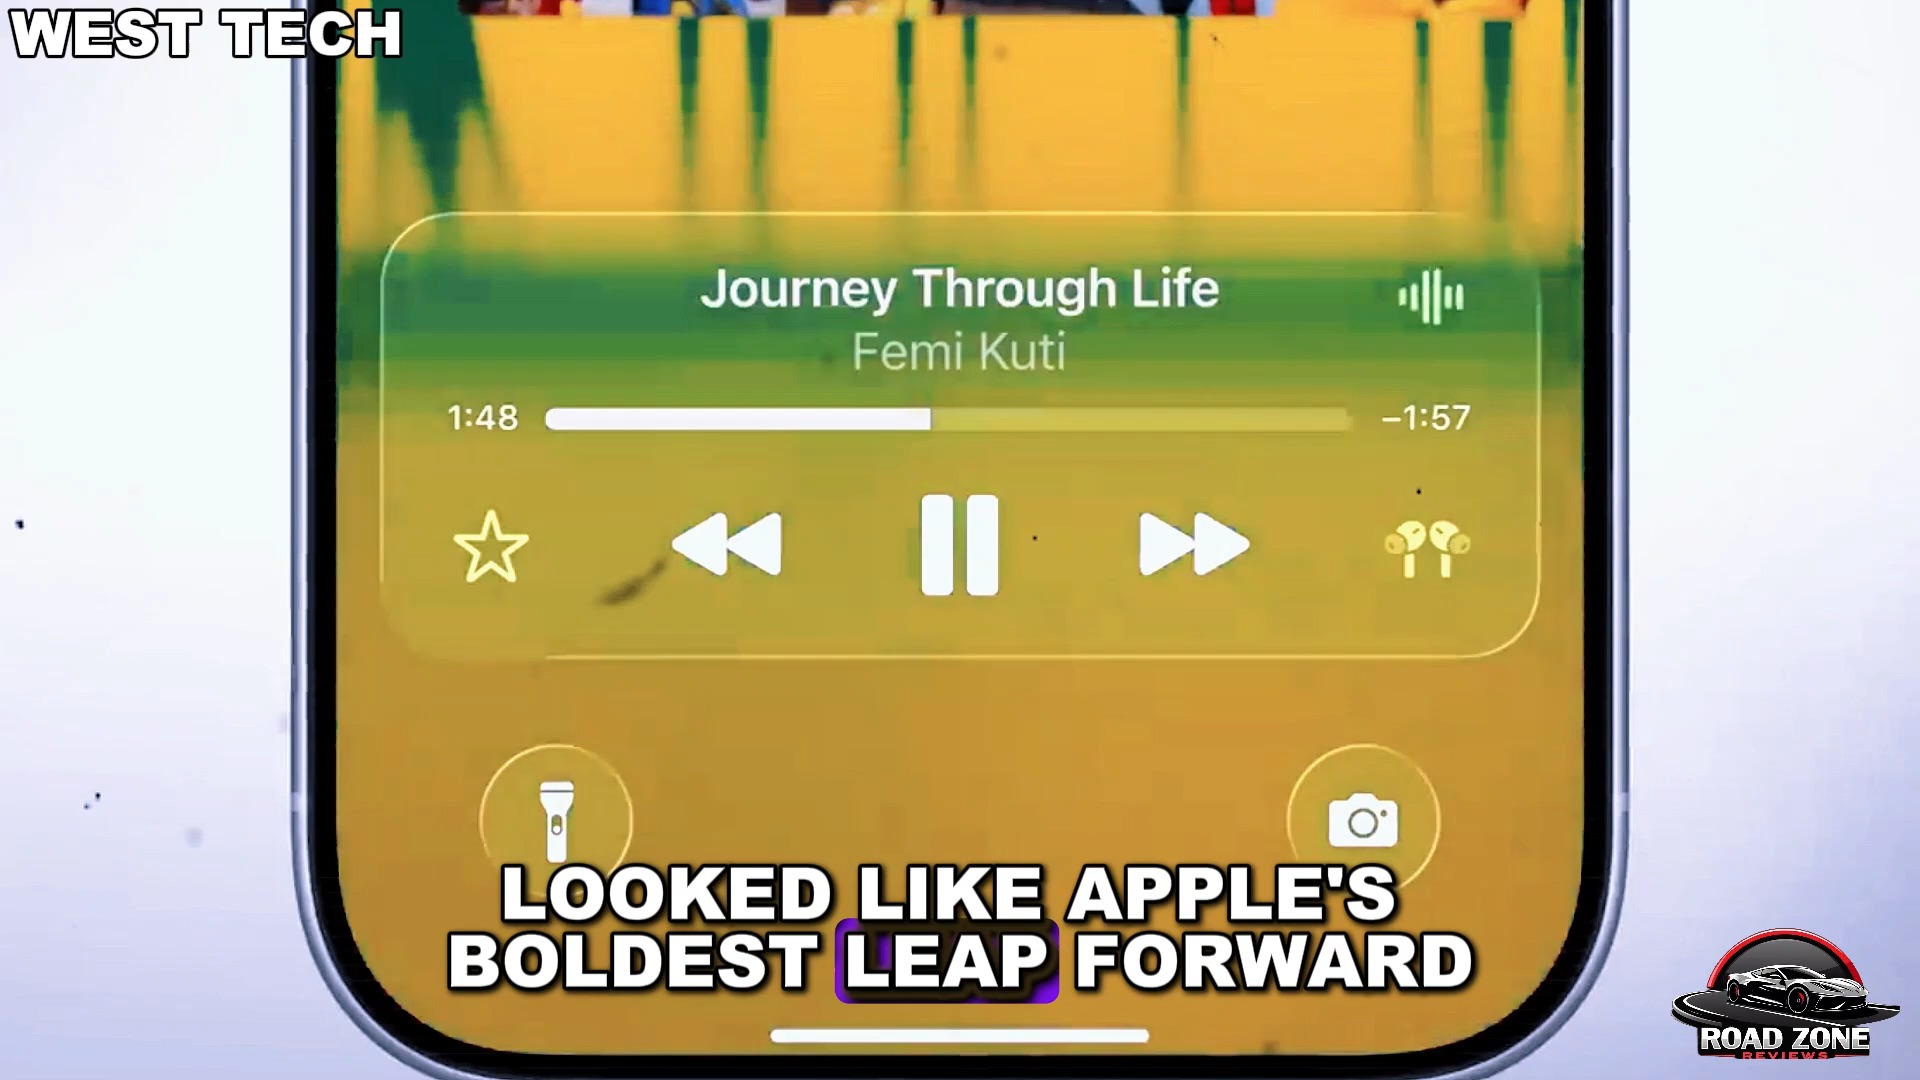 WEST TECH
Journey Through Life
Femi Kuti
1:48
–1:57
LOOKED LIKE APPLE'S
BOLDEST LEAP FORWARD
ROAD ZONE
REVIEWS